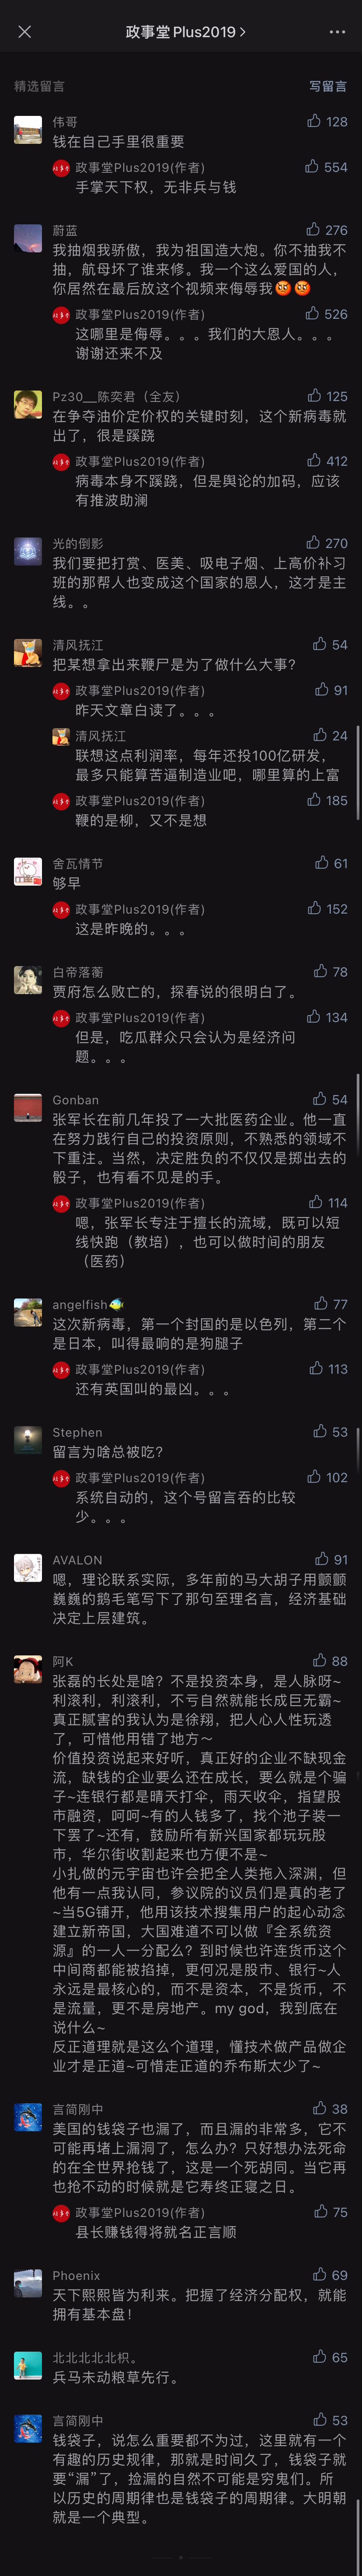 政事堂Plus2019
精选留言
写留言
伟哥
128
钱在自己手里很重要
政事堂Plus2019(作者)
554
手掌天下权，无非兵与钱
蔚蓝
276
我抽烟我骄傲，我为祖国造大炮。你不抽我不
抽，航母坏了谁来修。我一个这么爱国的人，
你居然在最后放这个视频来侮辱我
政事堂Plus2019(作者)
526
这哪里是侮辱。。。我们的大恩人。。。
谢谢还来不及
Pz30__陈奕君（全友）
125
在争夺油价定价权的关键时刻，这个新病毒就
出了，很是蹊跷
政事堂Plus2019(作者)
412
病毒本身不蹊跷，但是舆论的加码，应该
有推波助澜
光的倒影
270
我们要把打赏、医美、吸电子烟、上高价补习
班的那帮人也变成这个国家的恩人，这才是主
线。。
清风抚江
54
把某想拿出来鞭尸是为了做什么大事？
政事堂Plus2019(作者)
91
昨天文章白读了。。。
清风抚江
24
联想这点利润率，每年还投100亿研发，
最多只能算苦逼制造业吧，哪里算的上富
政事堂Plus2019(作者)
185
鞭的是柳，又不是想
舍瓦情节
61
够早
政事堂Plus2019(作者)
152
这是昨晚的。。。
白帝落蘅
78
贾府怎么败亡的，探春说的很明白了。
政事堂Plus2019(作者)
134
但是，吃瓜群众只会认为是经济问
题。。。
Gonban
54
张军长在前几年投了一大批医药企业。他一直
在努力践行自己的投资原则，不熟悉的领域不
下重注。当然，决定胜负的不仅仅是掷出去的
骰子，也有看不见是的手。
政事堂Plus2019(作者)
114
嗯，张军长专注于擅长的流域，既可以短
线快跑（教培），也可以做时间的朋友
（医药）
angelfish
77
这次新病毒，第一个封国的是以色列，第二个
是日本，叫得最响的是狗腿子
政事堂Plus2019(作者)
113
还有英国叫的最凶。。。
Stephen
53
留言为啥总被吃？
政事堂Plus2019(作者)
102
系统自动的，这个号留言吞的比较
少。。。
AVALON
91
嗯，理论联系实际，多年前的马大胡子用颤颤
巍巍的鹅毛笔写下了那句至理名言，经济基础
决定上层建筑。
阿K
88
张磊的长处是啥？不是投资本身，是人脉呀~
利滚利，利滚利，不亏自然就能长成巨无霸~
真正腻害的我认为是徐翔，把人心人性玩透
了，可惜他用错了地方～
价值投资说起来好听，真正好的企业不缺现金
流，缺钱的企业要么还在成长，要么就是个骗
子~连银行都是晴天打伞，雨天收伞，指望股
市融资，呵呵~有的人钱多了，找个池子装一
下罢了~还有，鼓励所有新兴国家都玩玩股
市，华尔街收割起来也方便不是~
小扎做的元宇宙也许会把全人类拖入深渊，但
他有一点我认同，参议院的议员们是真的老了
~当5G铺开，他用该技术搜集用户的起心动念
建立新帝国，大国难道不可以做『全系统资
源』的一人一分配么？到时候也许连货币这个
中间商都能被掐掉，更何况是股市、银行~人
永远是最核心的，而不是资本，不是货币，不
是流量，更不是房地产。my god，我到底在
说什么~
反正道理就是这么个道理，懂技术做产品做企
业才是正道~可惜走正道的乔布斯太少了~
言简刚中
38
美国的钱袋子也漏了，而且漏的非常多，它不
可能再堵上漏洞了，怎么办？只好想办法死命
的在全世界抢钱了，这是一个死胡同。当它再
也抢不动的时候就是它寿终正寝之日。
政事堂Plus2019(作者)
75
县长赚钱得将就名正言顺
Phoenix
69
天下熙熙皆为利来。把握了经济分配权，就能
拥有基本盘！
北北北北北枳。
65
兵马未动粮草先行。
言简刚中
53
钱袋子，说怎么重要都不为过，这里就有一个
有趣的历史规律，那就是时间久了，钱袋子就
要“漏”了，捡漏的自然不可能是穷鬼们。所
以历史的周期律也是钱袋子的周期律。大明朝
就是一个典型。